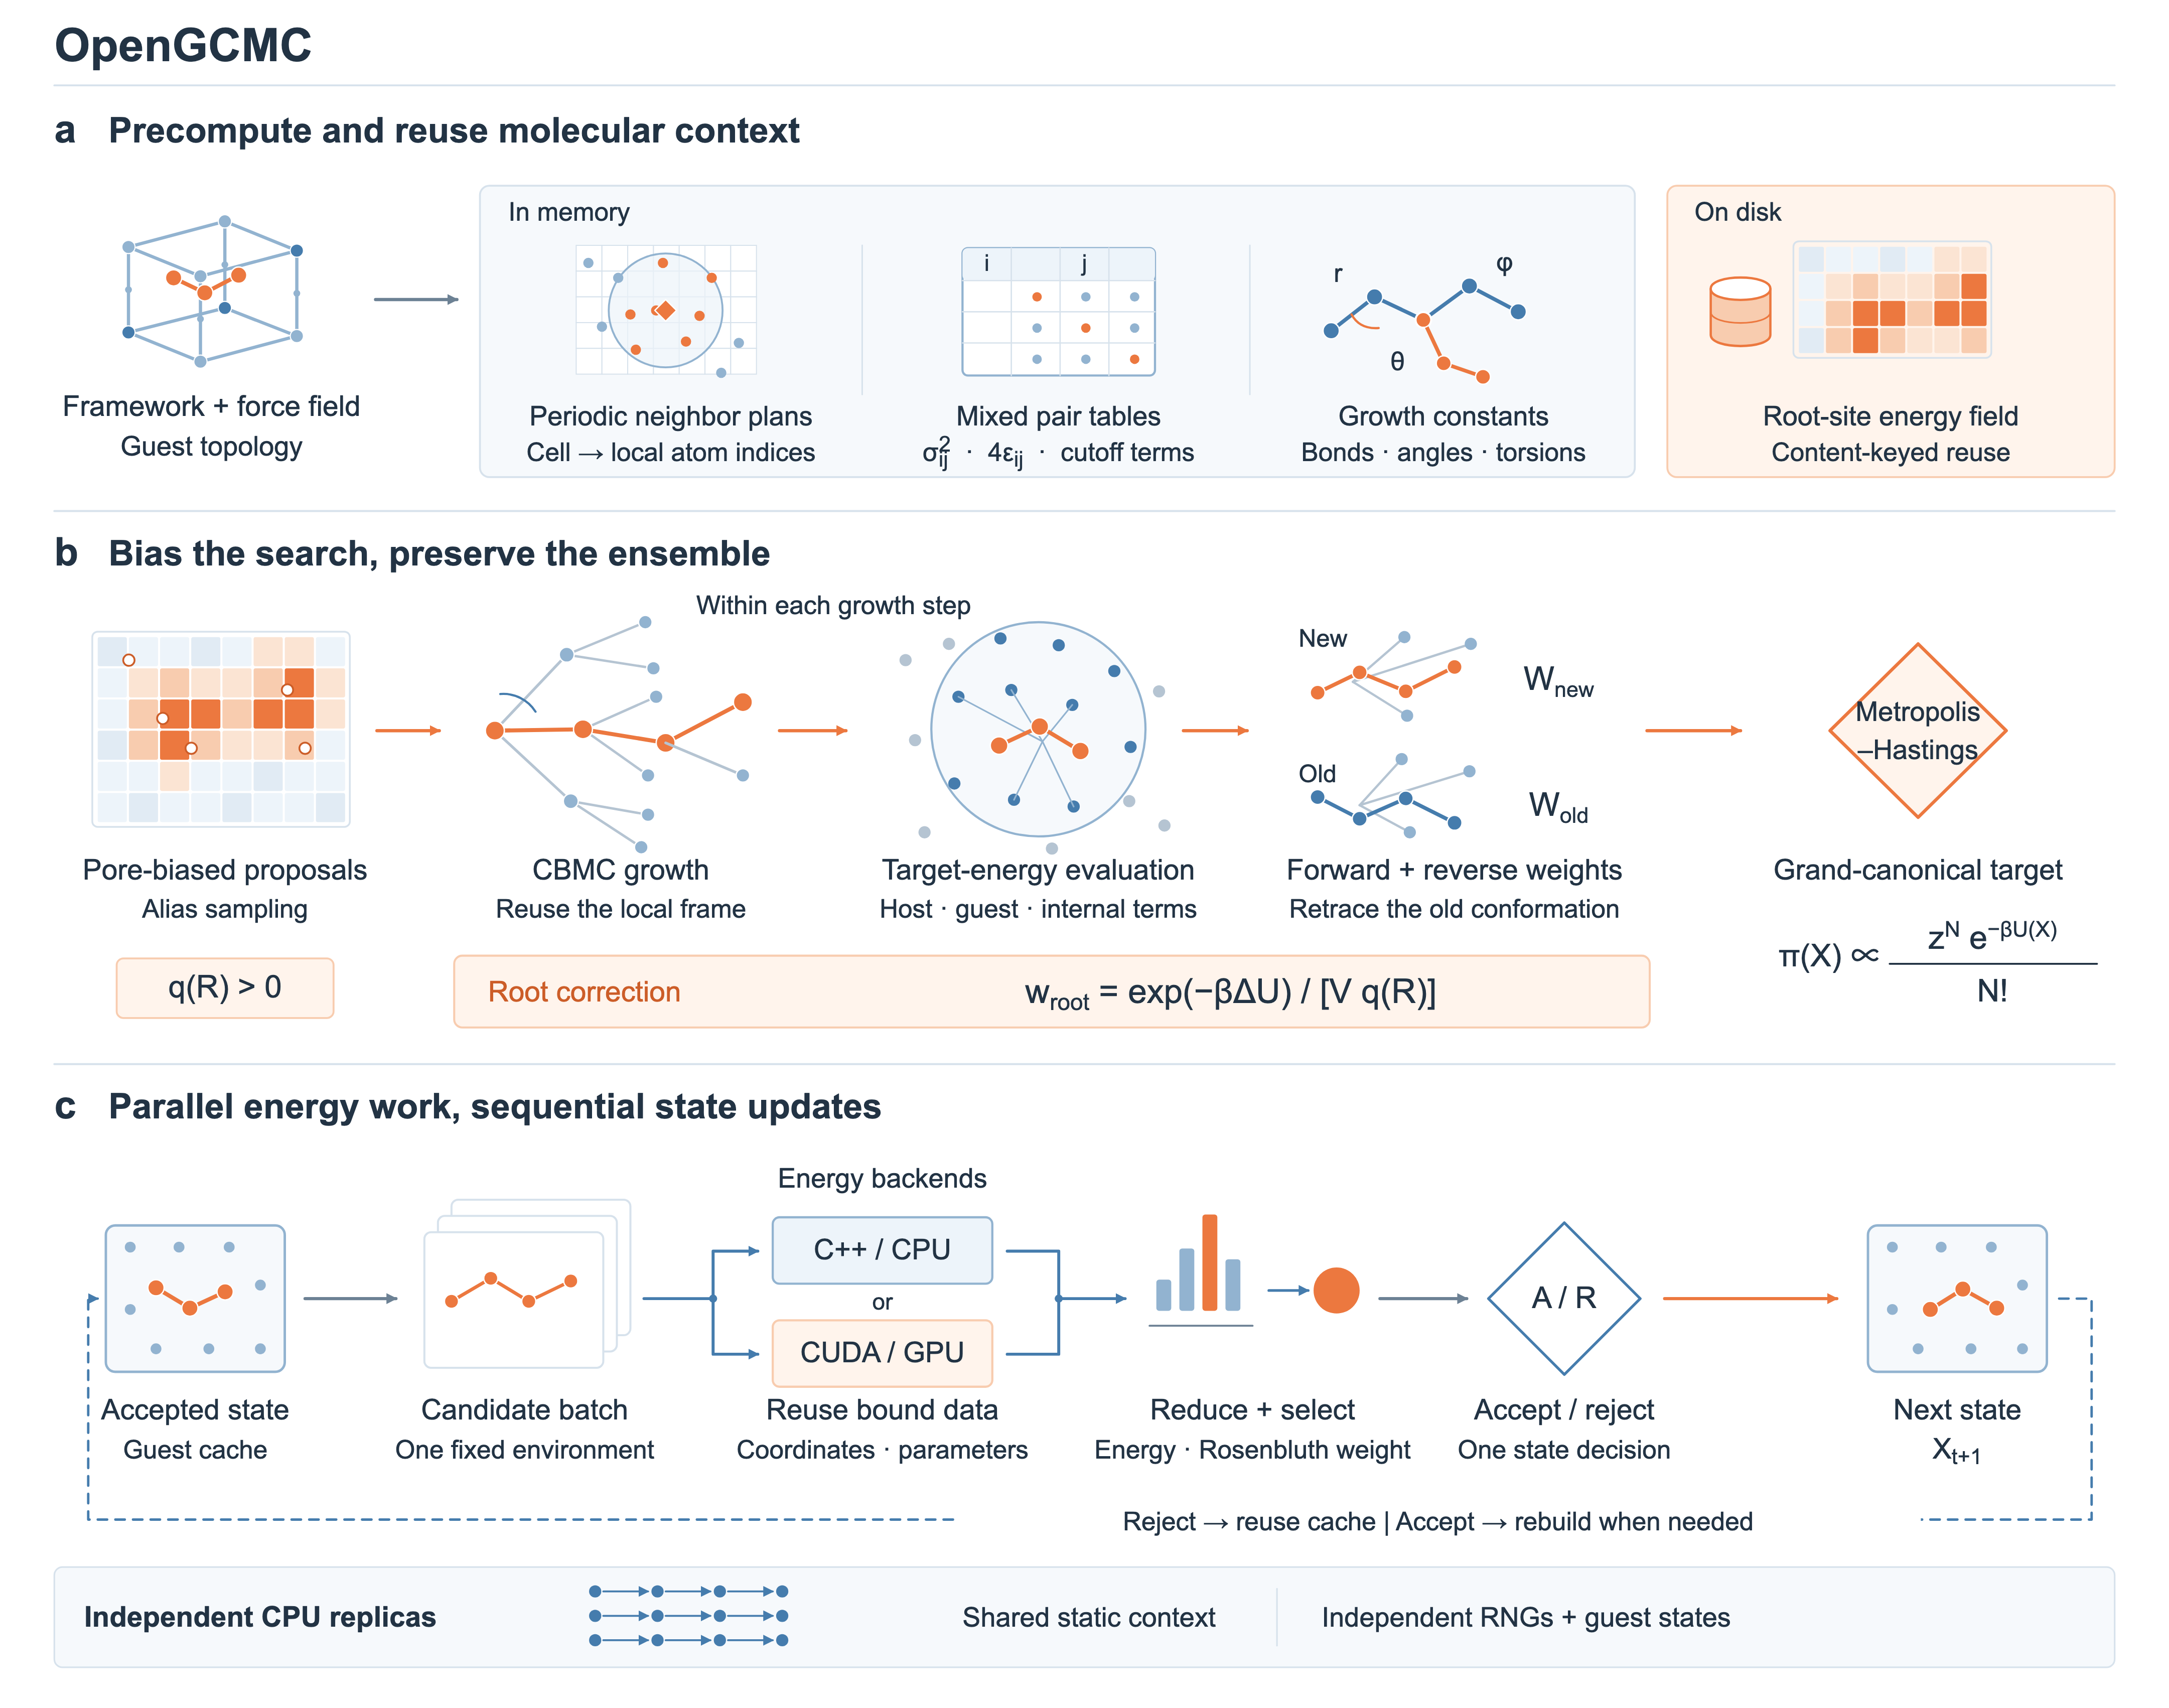 OpenGCMC
a Precompute and reuse molecular context
In memory
On disk
i j
r
φ
θ
Framework + force field
Guest topology
Periodic neighbor plans
Cell → local atom indices
Mixed pair tables
σ²ij · 4εij · cutoff terms
Growth constants
Bonds · angles · torsions
Root-site energy field
Content-keyed reuse
b Bias the search, preserve the ensemble
Within each growth step
New
Wnew
Old
Wold
Metropolis
–Hastings
Pore-biased proposals
Alias sampling
CBMC growth
Reuse the local frame
Target-energy evaluation
Host · guest · internal terms
Forward + reverse weights
Retrace the old conformation
Grand-canonical target
q(R) > 0
Root correction
wroot = exp(−βΔU) / [V q(R)]
π(X) ∝ z^N e^−βU(X)
N!
c Parallel energy work, sequential state updates
Energy backends
C++ / CPU
or
CUDA / GPU
A / R
Accepted state
Guest cache
Candidate batch
One fixed environment
Reuse bound data
Coordinates · parameters
Reduce + select
Energy · Rosenbluth weight
Accept / reject
One state decision
Next state
Xt+1
Reject → reuse cache | Accept → rebuild when needed
Independent CPU replicas
Shared static context
Independent RNGs + guest states